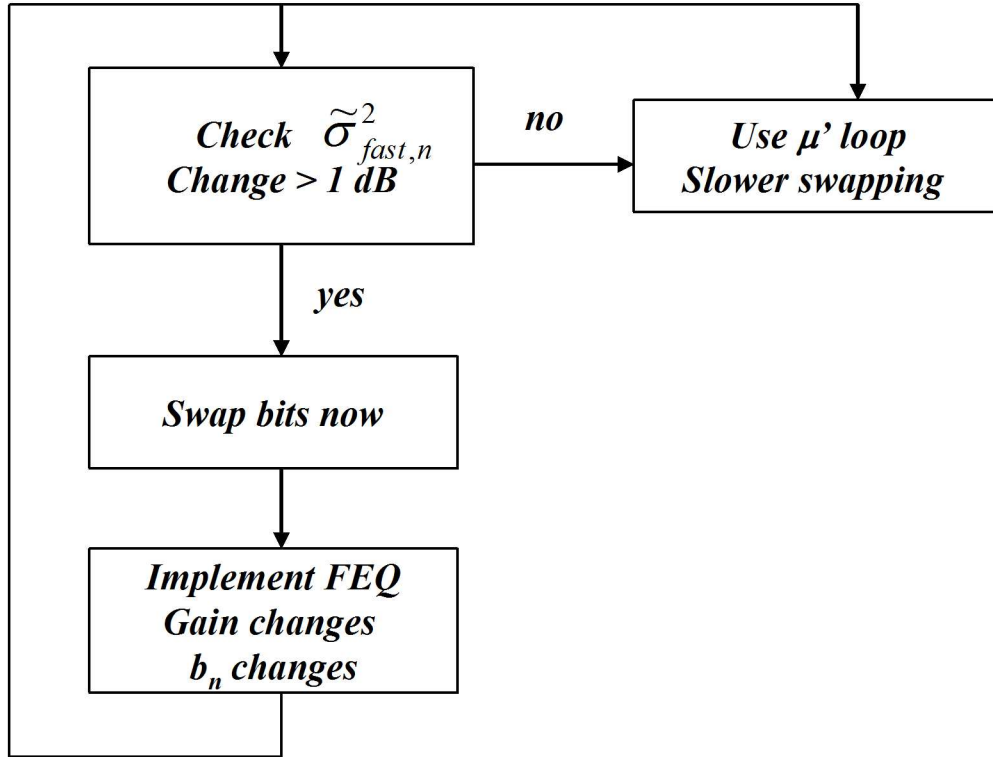 Check σ̃²fast,n
Change > 1 dB
no
Use μ’ loop
Slower swapping
yes
Swap bits now
Implement FEQ
Gain changes
bn changes